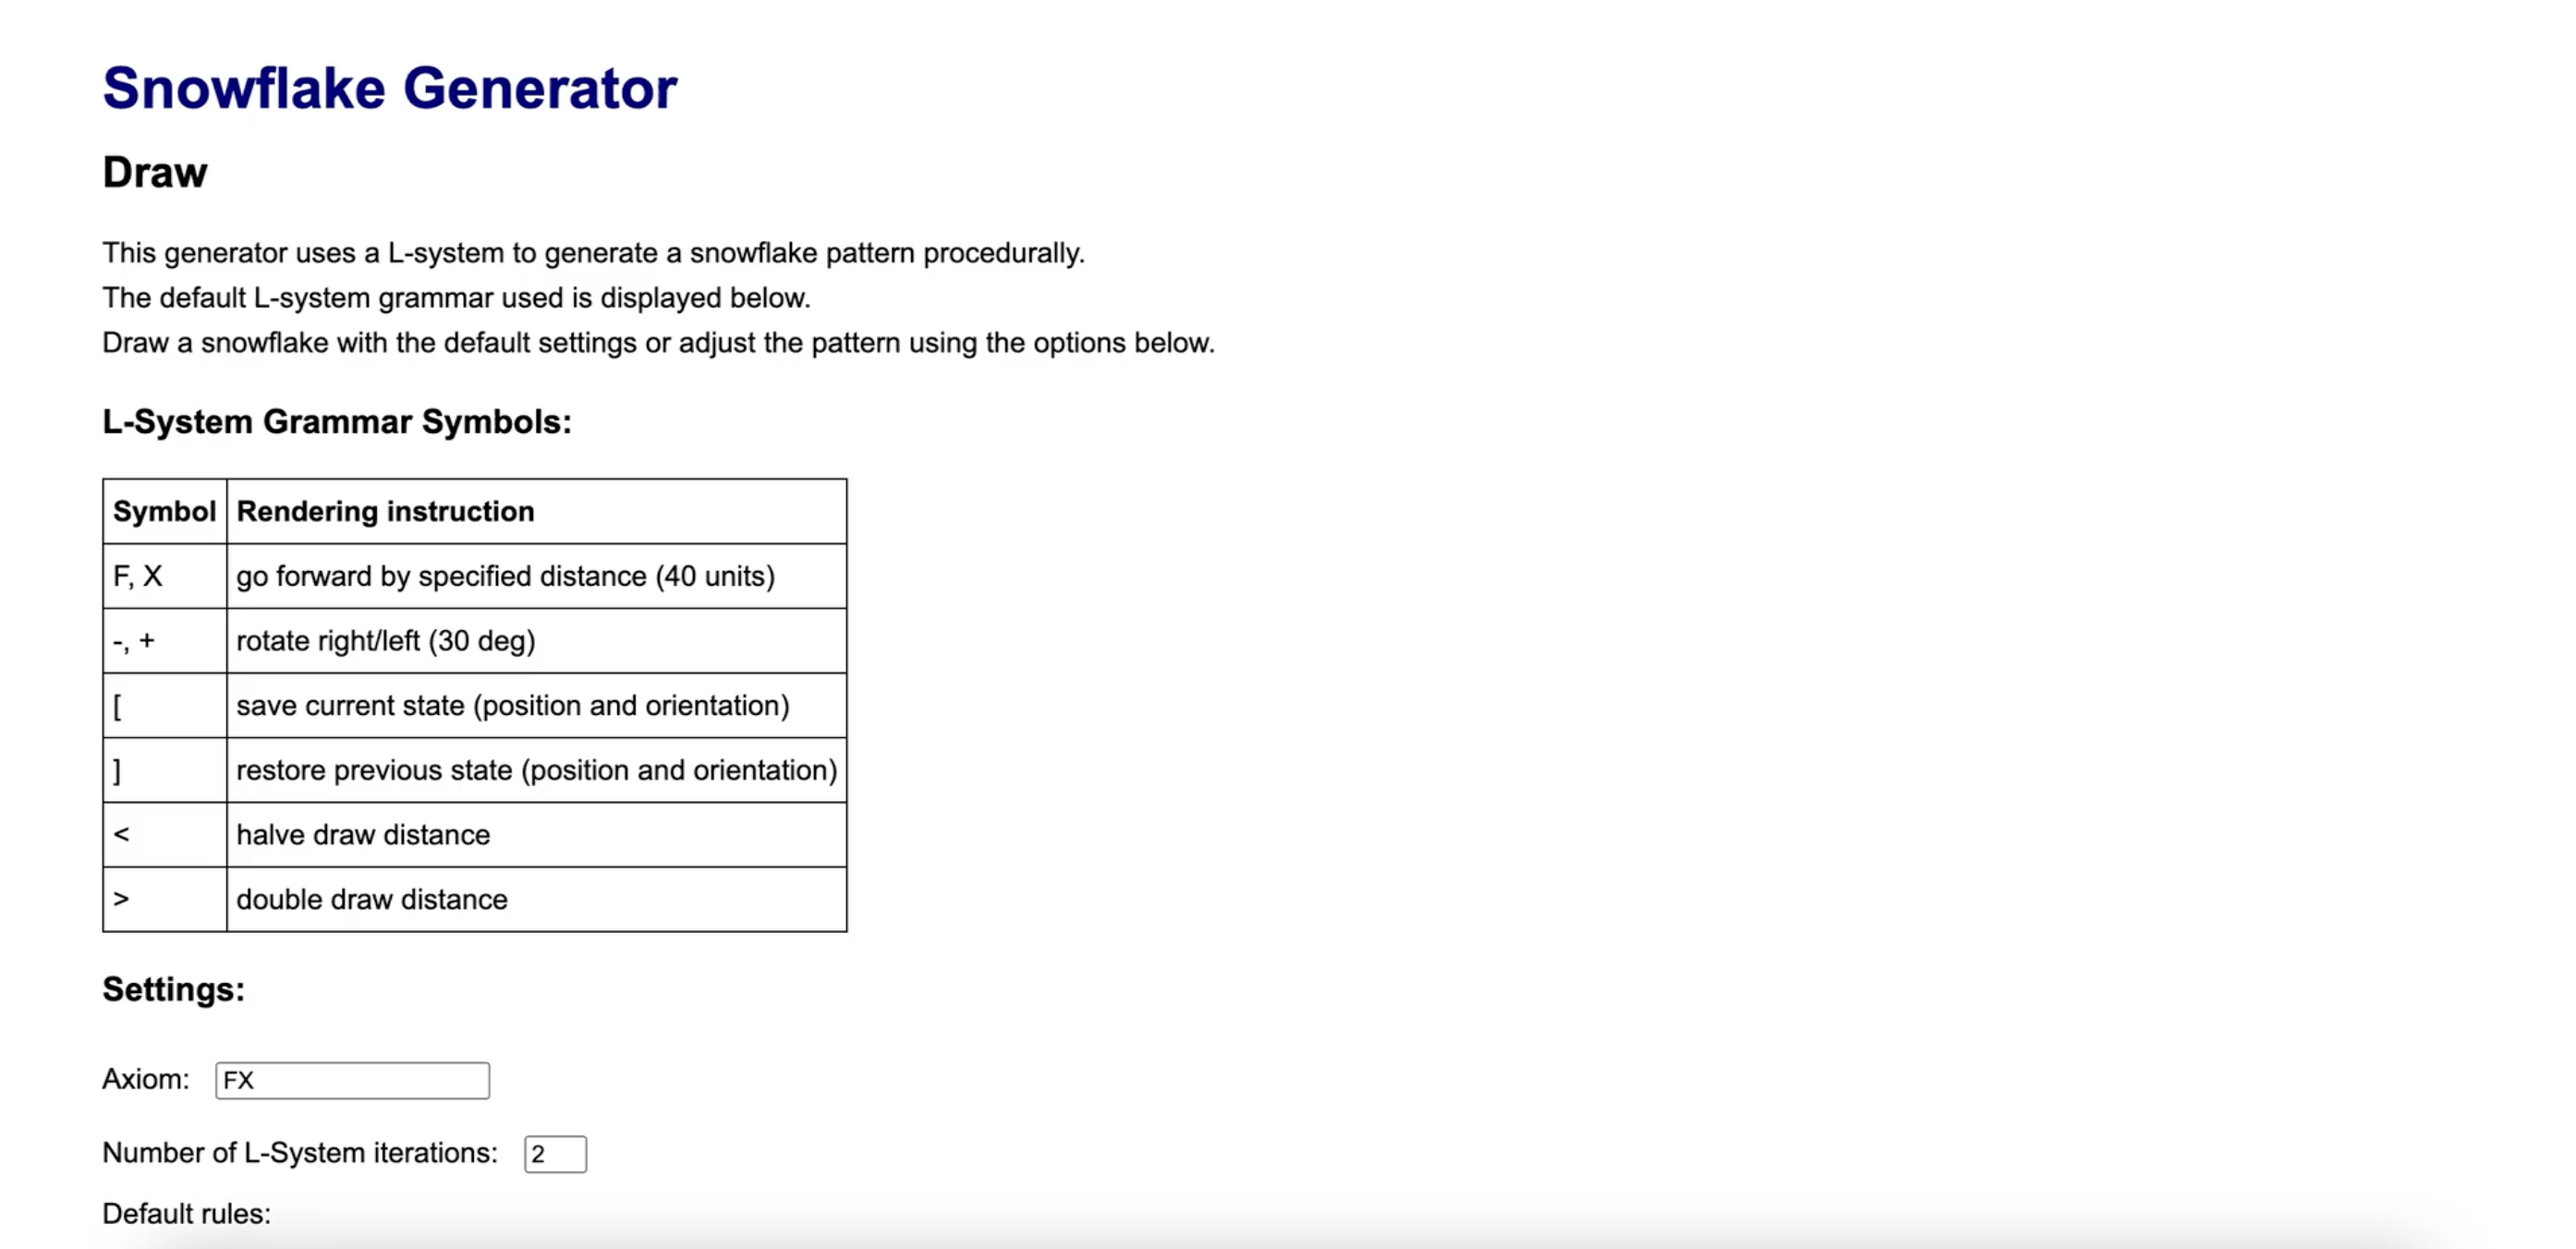 Snowflake Generator
Draw
This generator uses a L-system to generate a snowflake pattern procedurally.
The default L-system grammar used is displayed below.
Draw a snowflake with the default settings or adjust the pattern using the options below.
L-System Grammar Symbols:
Symbol Rendering instruction
F, X go forward by specified distance (40 units)
-, + rotate right/left (30 deg)
[ save current state (position and orientation)
] restore previous state (position and orientation)
< halve draw distance
> double draw distance
Settings:
Axiom: FX
Number of L-System iterations: 2
Default rules: